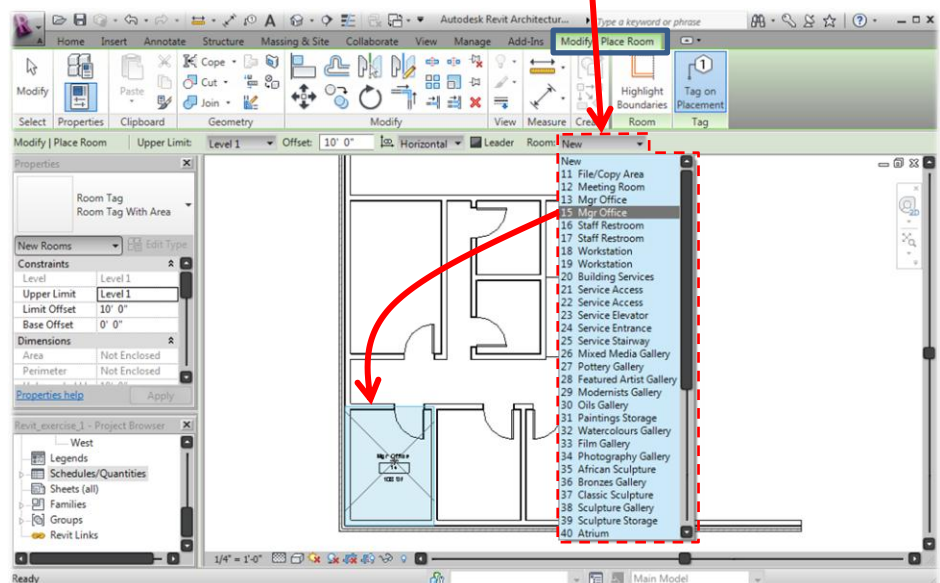 Autodesk Revit Architectur...
Type a keyword or phrase
Home Insert Annotate Structure Massing & Site Collaborate View Manage Add-Ins Modify | Place Room
Modify
Paste
Cope
Cut
Join
Highlight Boundaries
Tag on Placement
Select Properties Clipboard Geometry Modify View Measure Crea Room Tag
Modify | Place Room Upper Limit: Level 1 Offset: 10' 0" Horizontal Leader Room: New
Properties
Room Tag
Room Tag With Area
New Rooms Edit Type
Constraints
Level Level 1
Upper Limit Level 1
Limit Offset 10' 0"
Base Offset 0' 0"
Dimensions
Area Not Enclosed
Perimeter Not Enclosed
Properties help Apply
Revit_exercise_1 - Project Browser
West
Legends
Schedules/Quantities
Sheets (all)
Families
Groups
Revit Links
New
11 File/Copy Area
12 Meeting Room
13 Mgr Office
15 Mgr Office
16 Staff Restroom
17 Staff Restroom
18 Workstation
19 Workstation
20 Building Services
21 Service Access
22 Service Access
23 Service Elevator
24 Service Entrance
25 Service Stairway
26 Mixed Media Gallery
27 Pottery Gallery
28 Featured Artist Gallery
29 Modernists Gallery
30 Oils Gallery
31 Paintings Storage
32 Watercolours Gallery
33 Film Gallery
34 Photography Gallery
35 African Sculpture
36 Bronzes Gallery
37 Classic Sculpture
38 Sculpture Gallery
39 Sculpture Storage
40 Atrium
Mgr Office
2D
1/4" = 1'-0"
Ready
Main Model